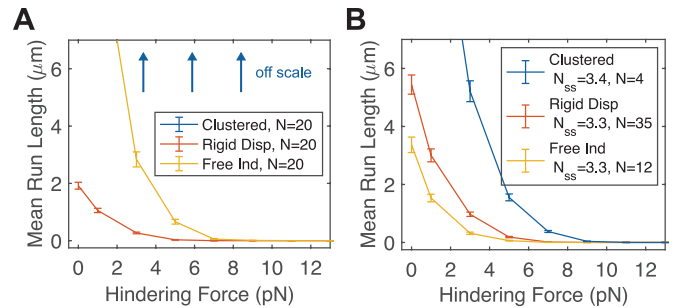 A
Mean Run Length (μm)
6
4
2
0
off scale
Clustered, N=20
Rigid Disp, N=20
Free Ind, N=20
0 2 4 6 8 10 12
Hindering Force (pN)
B
Mean Run Length (μm)
6
4
2
0
Clustered
N_ss=3.4, N=4
Rigid Disp
N_ss=3.3, N=35
Free Ind
N_ss=3.3, N=12
0 2 4 6 8 10 12
Hindering Force (pN)